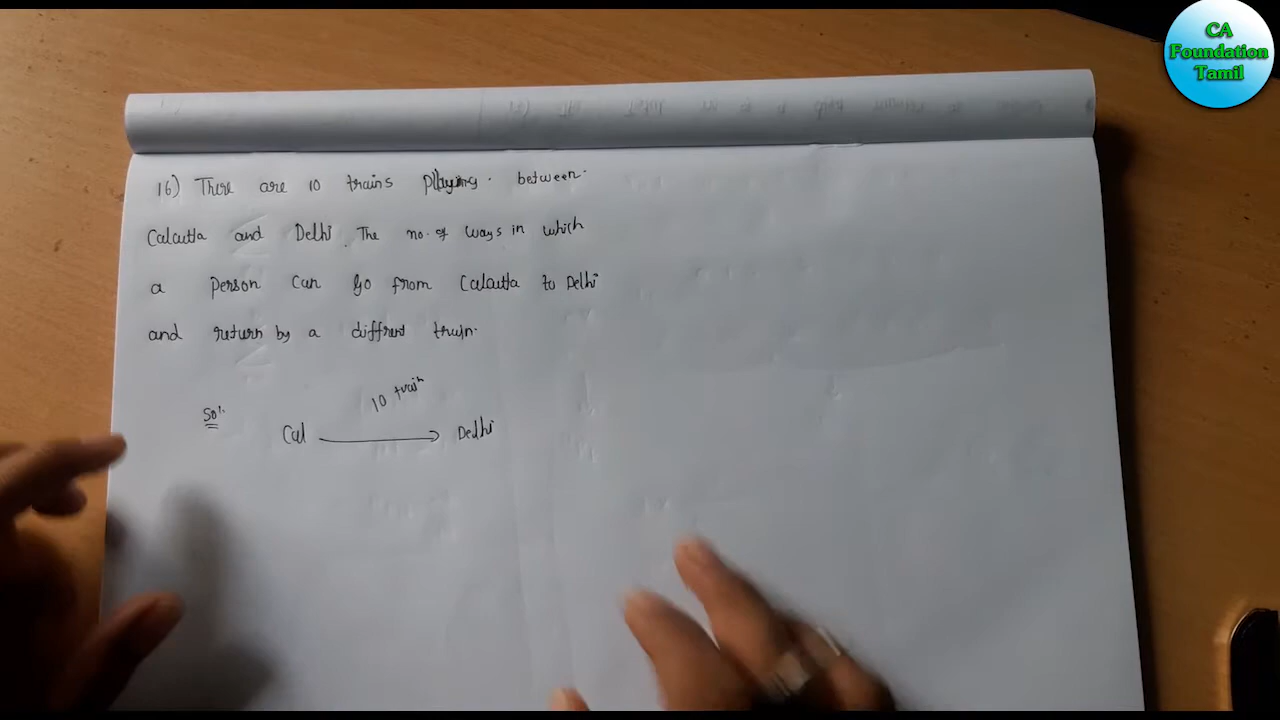 CA
Foundation
Tamil
16) There are 10 trains Playing between
Calcutta and Delhi. The no. of ways in which
a person can go from Calcutta to Delhi
and return by a diffrent train.
Sol:
10 train
Cal → Delhi